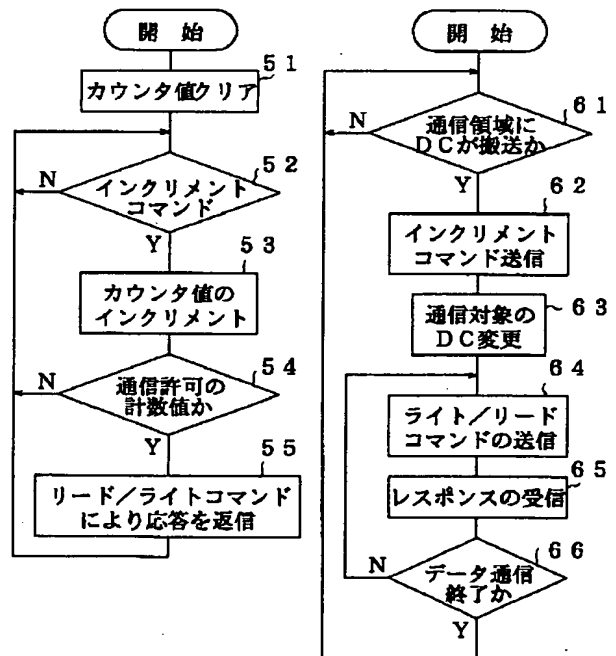 開 始
51
カウンタ値クリア
52
N
インクリメント
コマンド
Y
53
カウンタ値の
インクリメント
54
N
通信許可の
計数値か
Y
55
リード/ライトコマンド
により応答を返信
開 始
61
N
通信領域に
DCが搬送か
Y
62
インクリメント
コマンド送信
63
通信対象の
DC変更
64
ライト/リード
コマンドの送信
65
レスポンスの受信
66
N
データ通信
終了か
Y